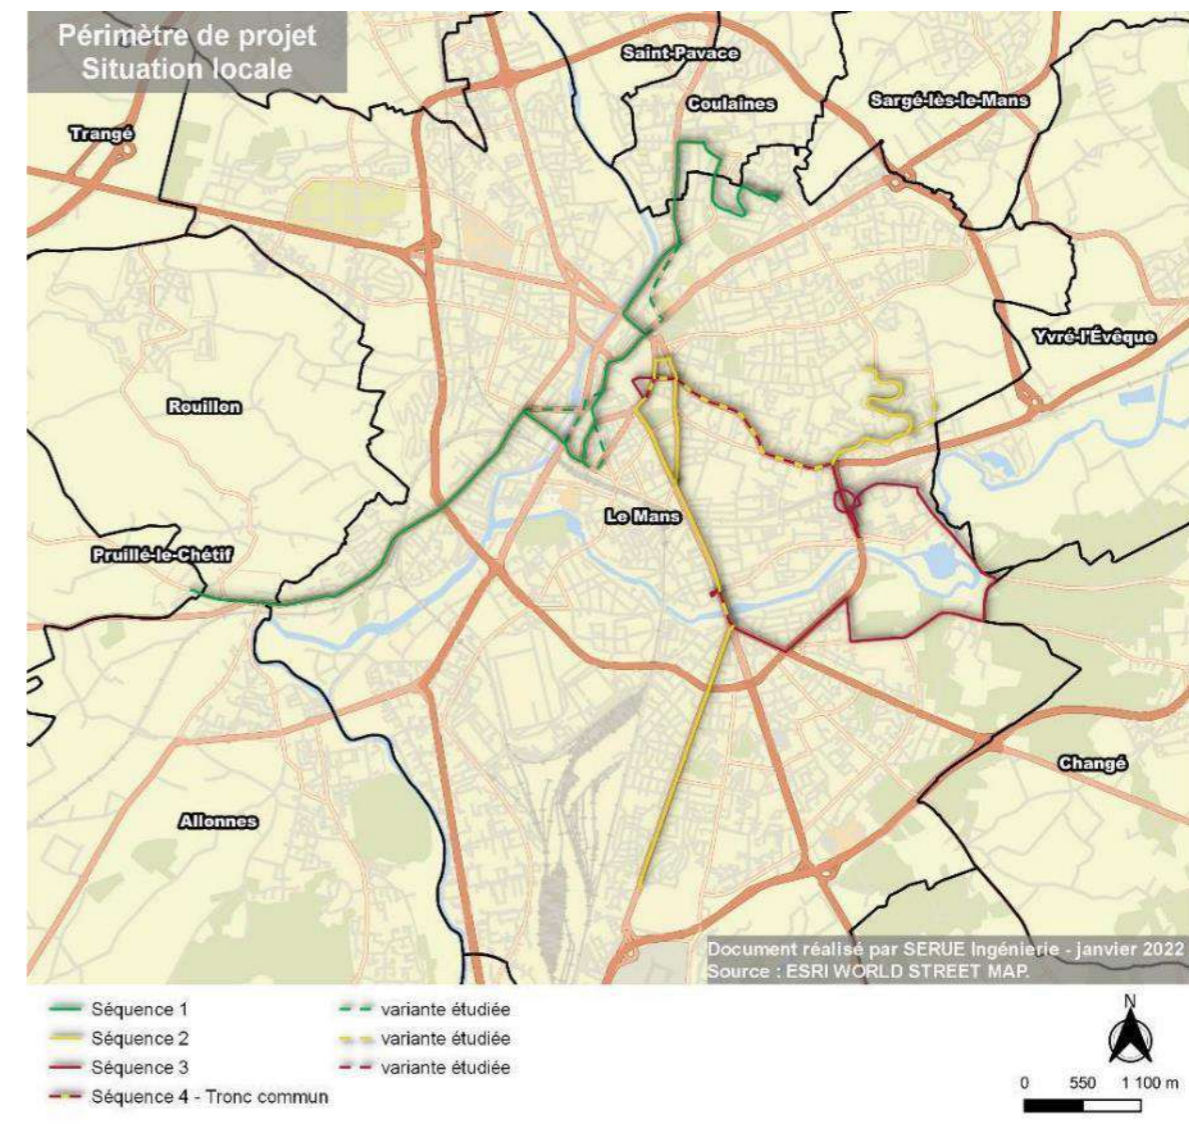 Périmètre de projet
Situation locale
Saint-Pavace
Coulaines
Sargé-lès-le-Mans
Trangé
Yvré-l'Évêque
Rouillon
Le Mans
Pruillé-le-Chétif
Changé
Allonnes
Document réalisé par SERUE Ingénierie - janvier 2022
Source : ESRI WORLD STREET MAP.
Séquence 1
variante étudiée
Séquence 2
variante étudiée
Séquence 3
variante étudiée
Séquence 4 - Tronc commun
N
0 550 1 100 m